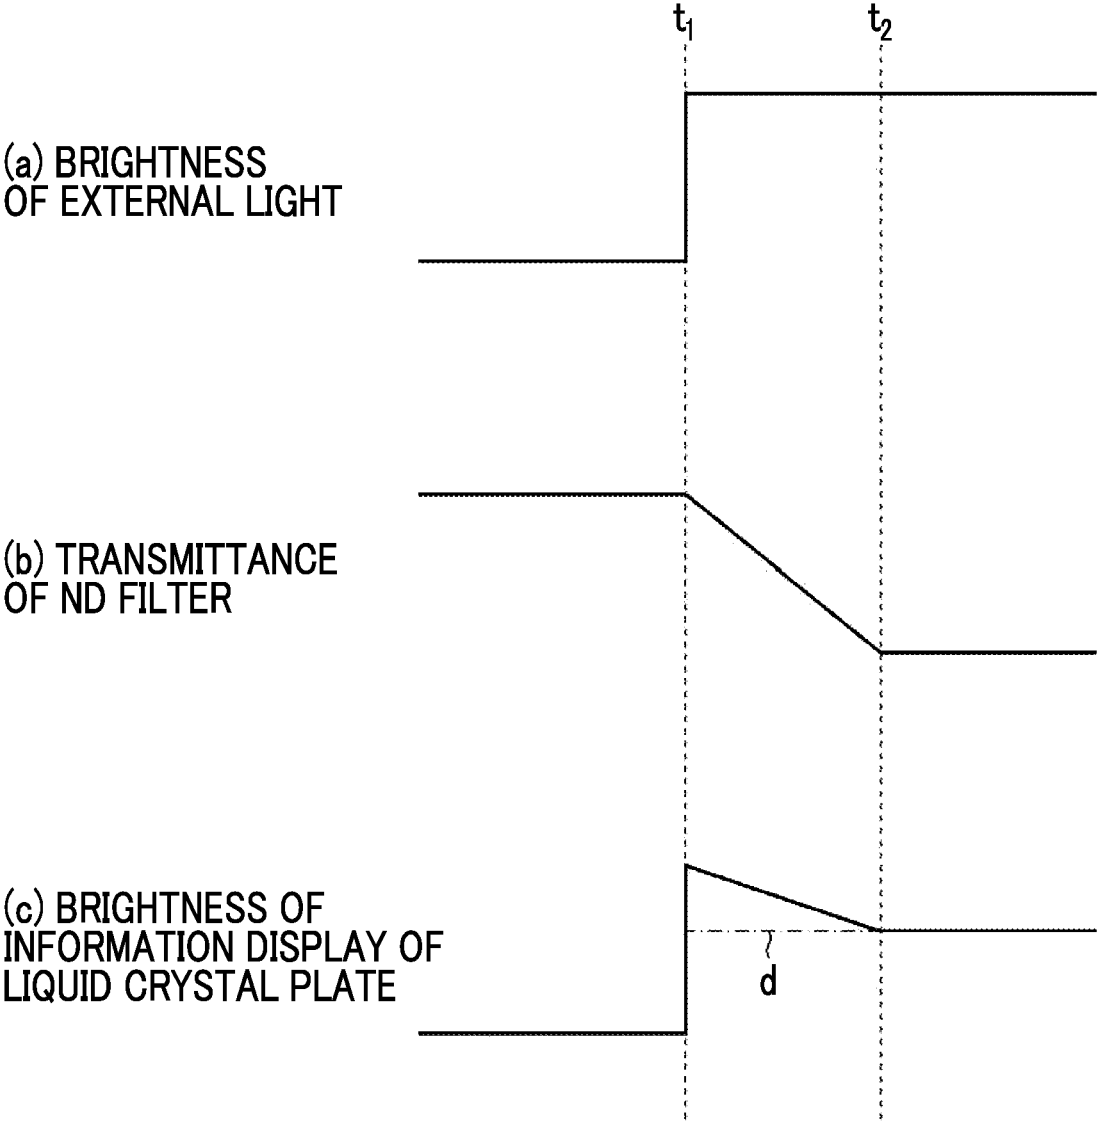 t1 t2
(a) BRIGHTNESS
OF EXTERNAL LIGHT
(b) TRANSMITTANCE
OF ND FILTER
(c) BRIGHTNESS OF
INFORMATION DISPLAY OF
LIQUID CRYSTAL PLATE
d